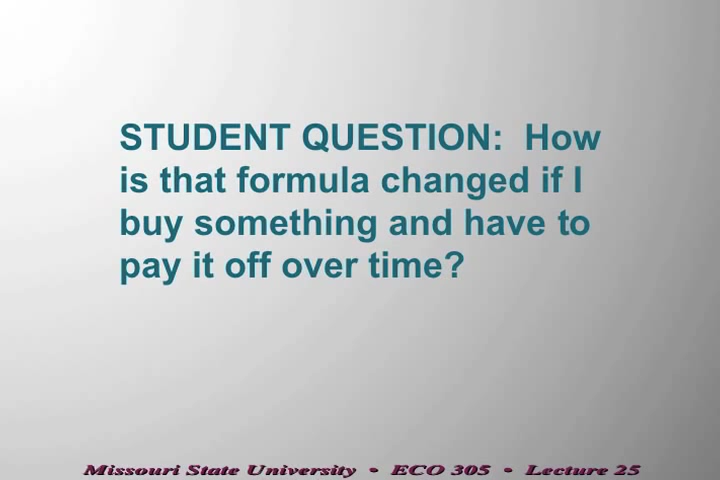 STUDENT QUESTION:  How
is that formula changed if I
buy something and have to
pay it off over time?
Missouri State University • ECO 305 • Lecture 25